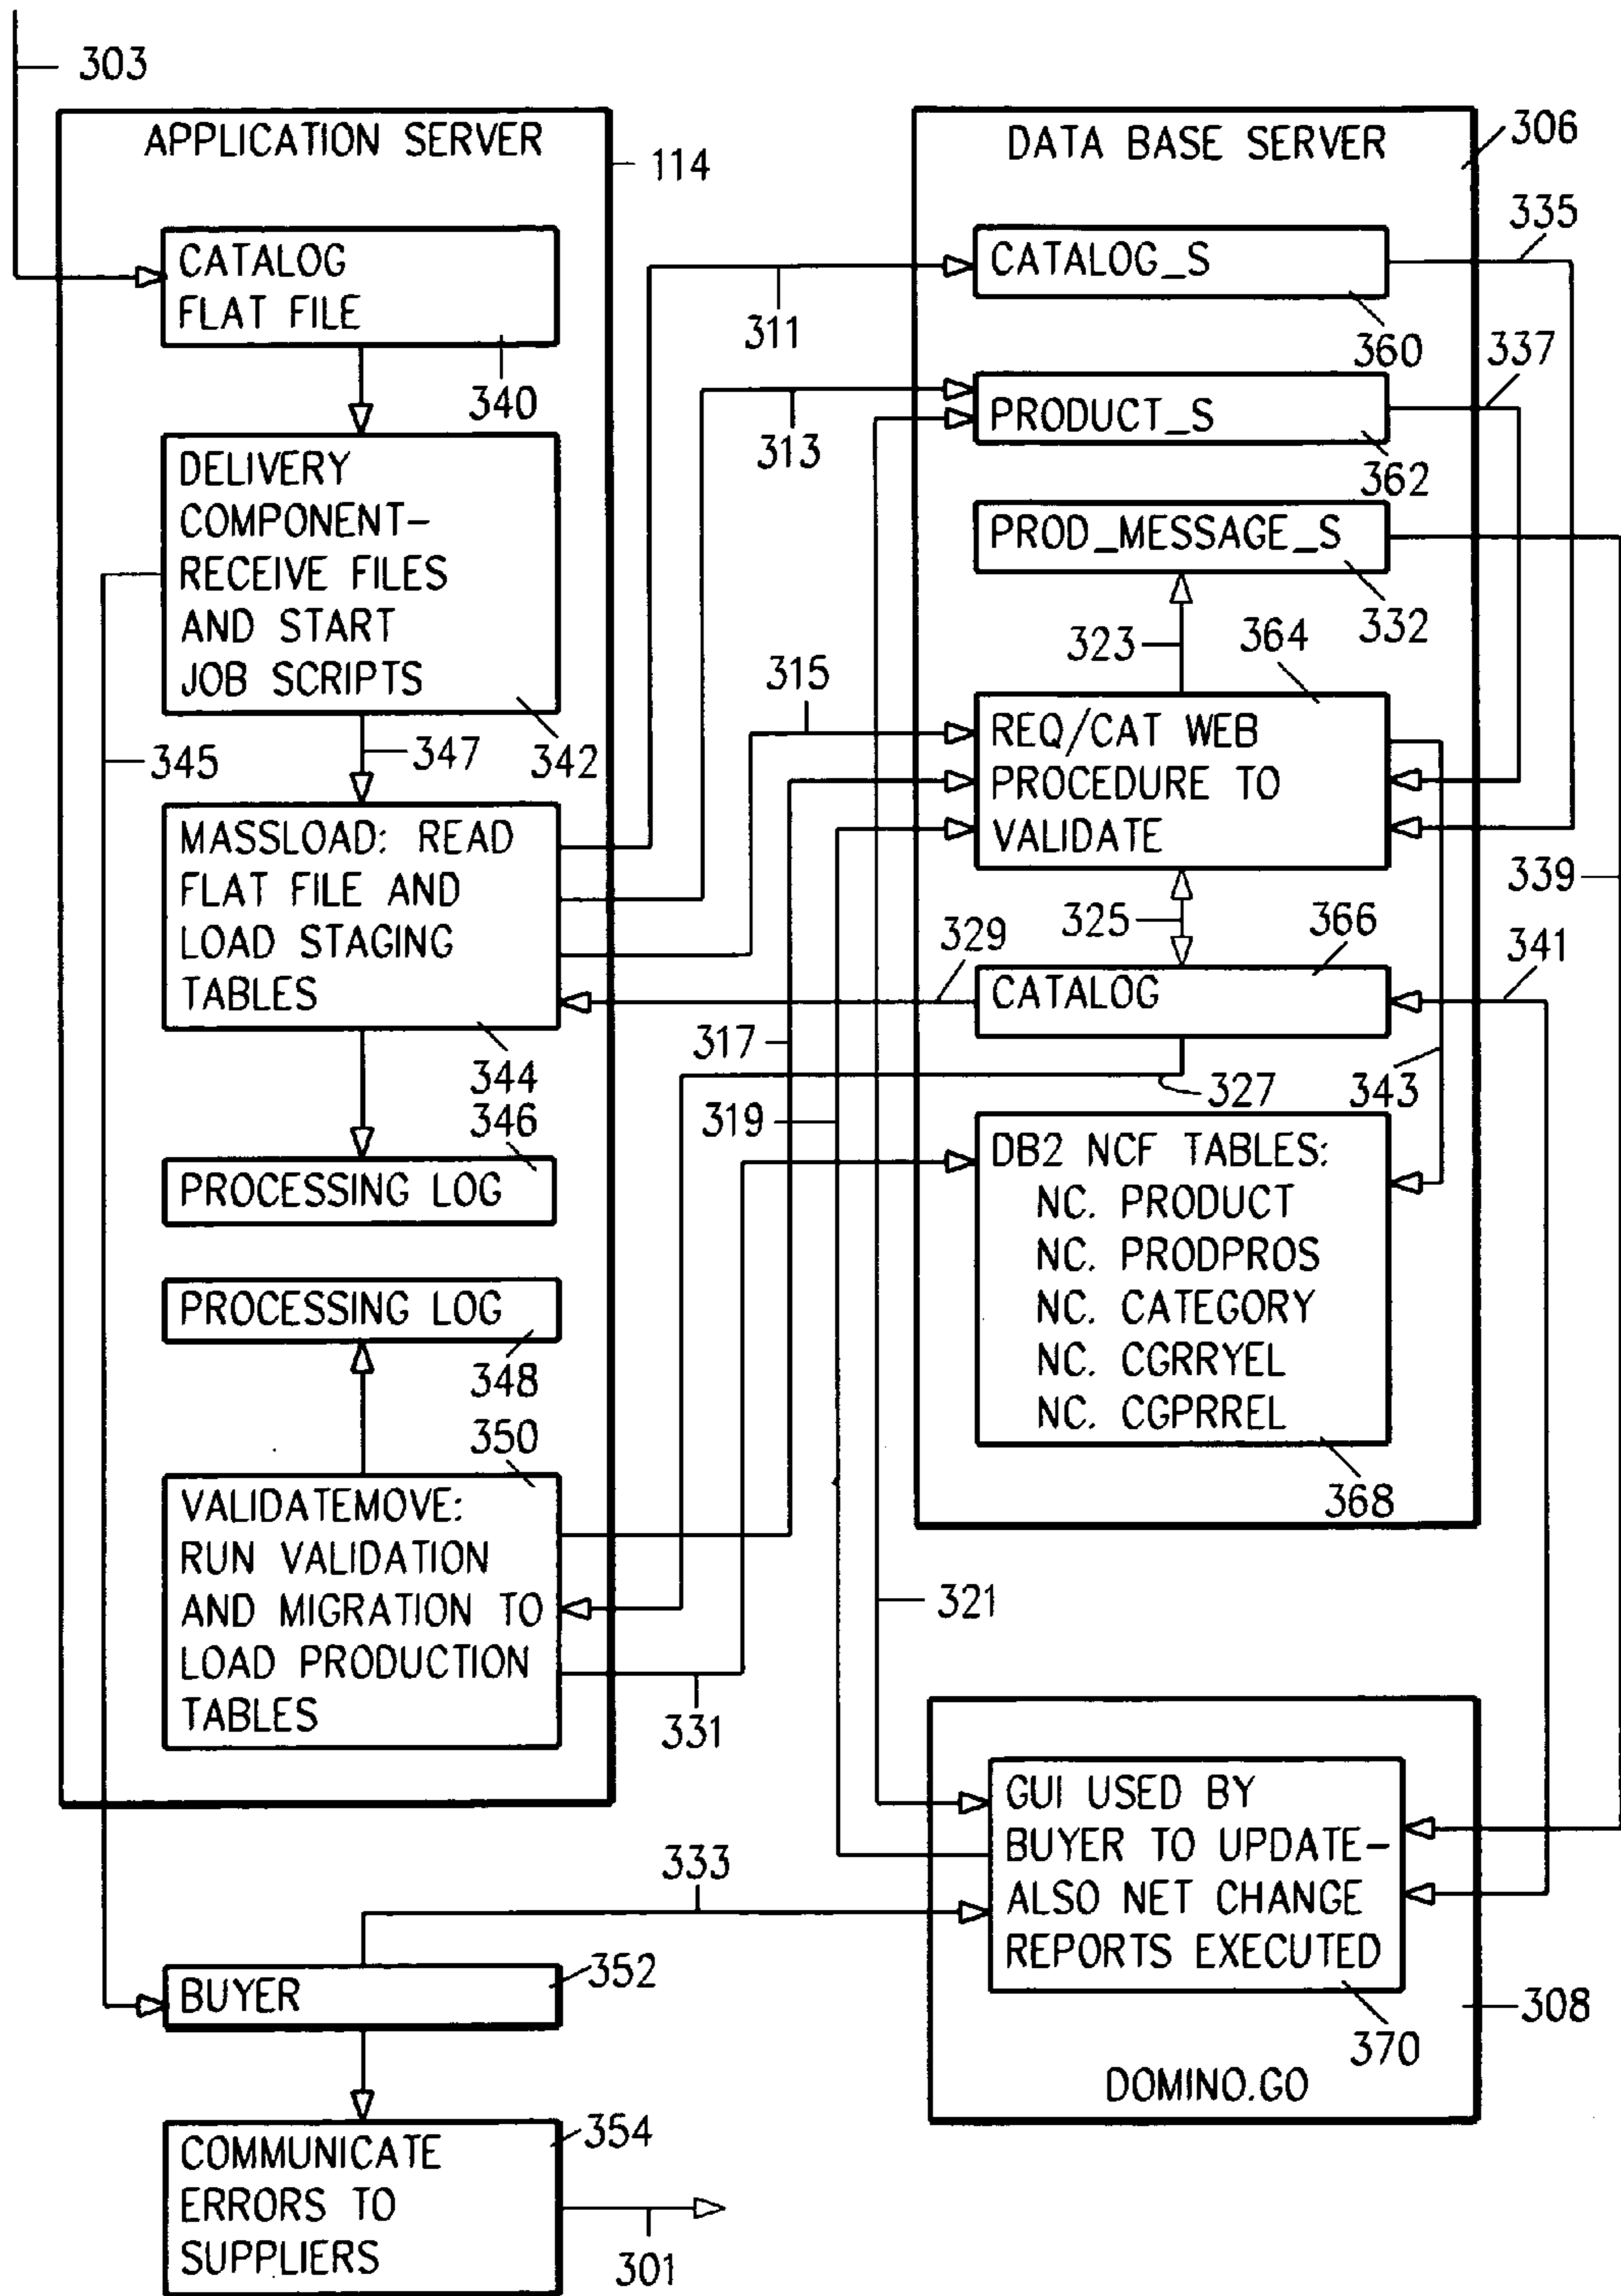 303
APPLICATION SERVER
114
CATALOG
FLAT FILE
340
DELIVERY
COMPONENT-
RECEIVE FILES
AND START
JOB SCRIPTS
342
345
347
MASSLOAD: READ
FLAT FILE AND
LOAD STAGING
TABLES
344
346
PROCESSING LOG
PROCESSING LOG
348
350
VALIDATEMOVE:
RUN VALIDATION
AND MIGRATION TO
LOAD PRODUCTION
TABLES
311
313
315
329
317
319
327
321
331
333
DATA BASE SERVER
306
335
CATALOG_S
360
337
PRODUCT_S
362
PROD_MESSAGE_S
332
323
364
REQ/CAT WEB
PROCEDURE TO
VALIDATE
339
325
366
341
CATALOG
343
DB2 NCF TABLES:
NC. PRODUCT
NC. PRODPROS
NC. CATEGORY
NC. CGRRYEL
NC. CGPRREL
368
GUI USED BY
BUYER TO UPDATE-
ALSO NET CHANGE
REPORTS EXECUTED
370
308
DOMINO.GO
BUYER
352
COMMUNICATE
ERRORS TO
SUPPLIERS
354
301